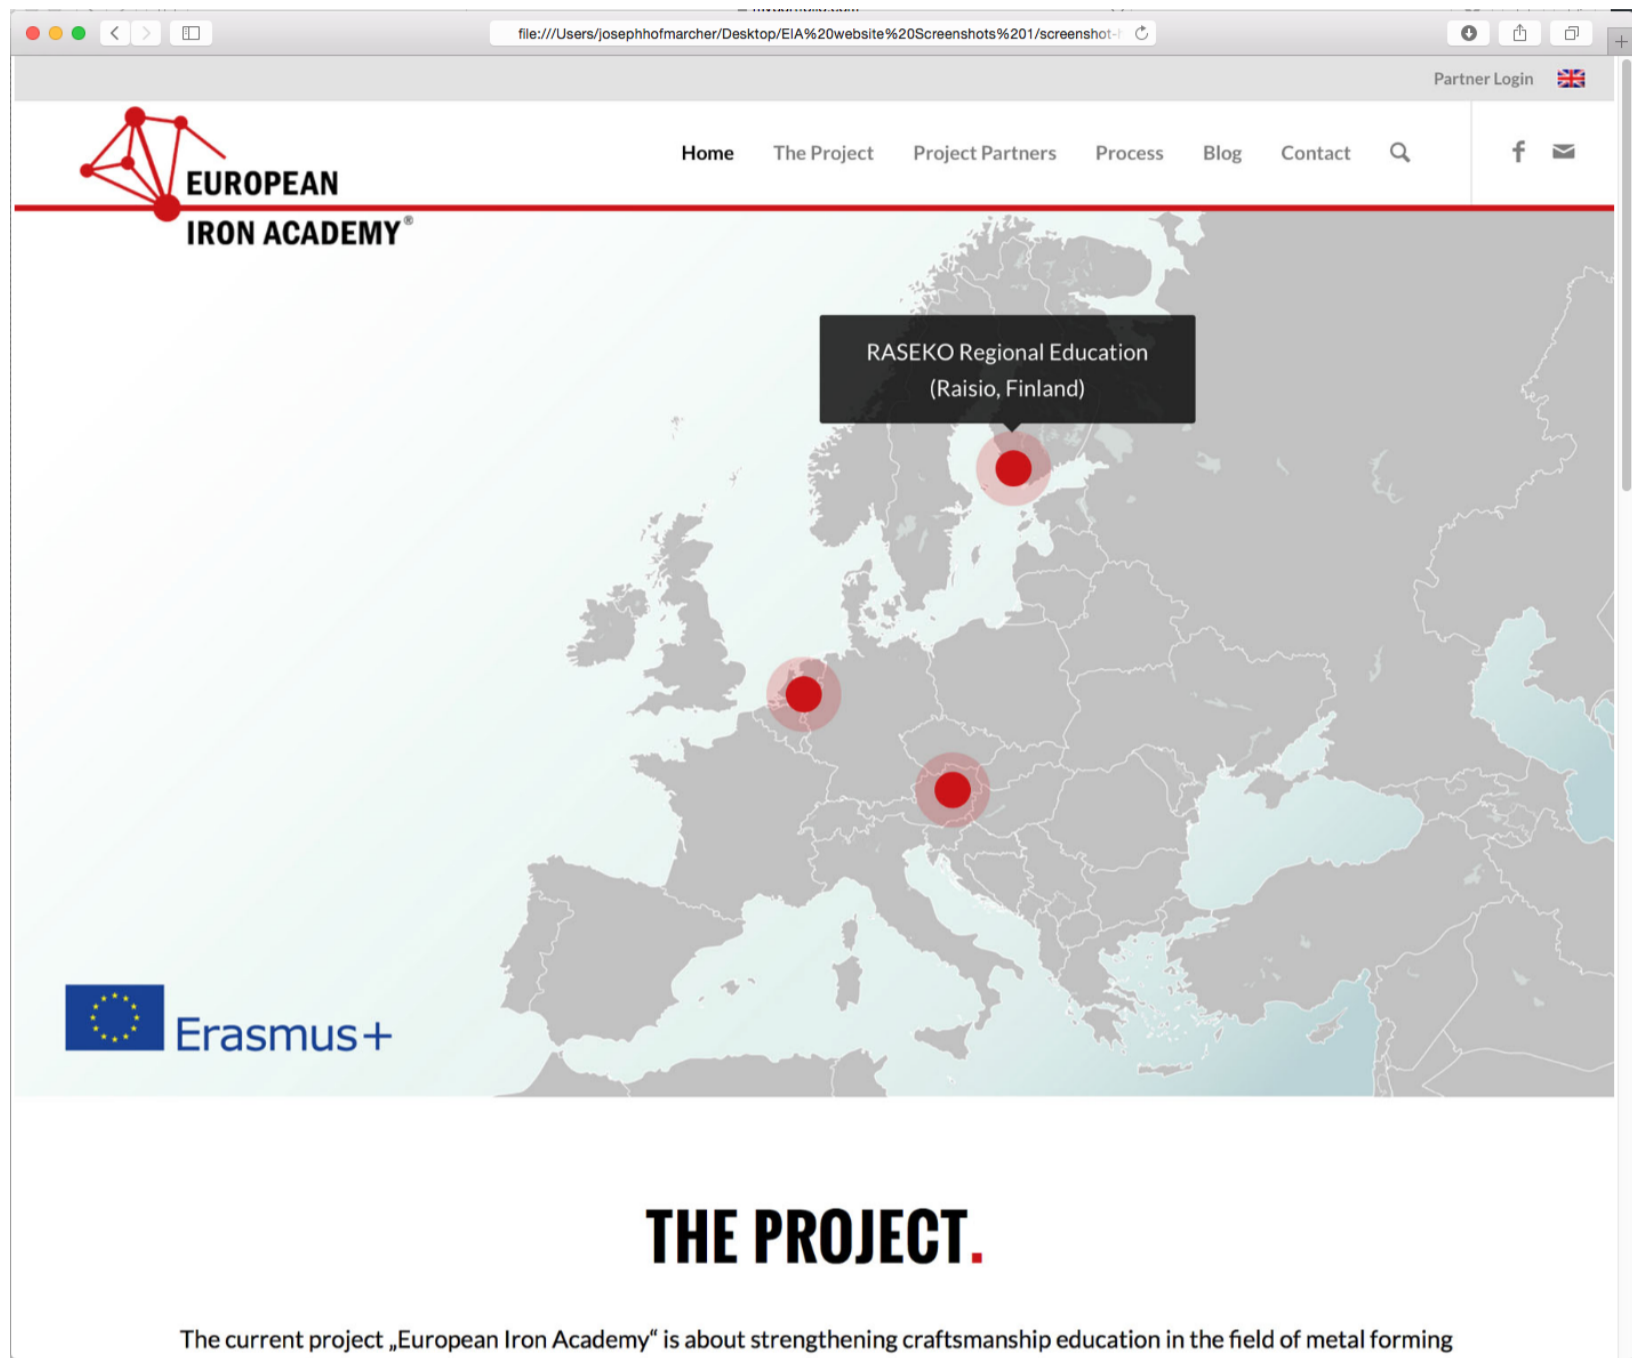 file:///Users/josephhofmarcher/Desktop/EIA%20website%20Screenshots%201/screenshot-
Partner Login
EUROPEAN
IRON ACADEMY®
Home The Project Project Partners Process Blog Contact
RASEKO Regional Education
(Raisio, Finland)
Erasmus+
THE PROJECT.
The current project „European Iron Academy“ is about strengthening craftsmanship education in the field of metal forming